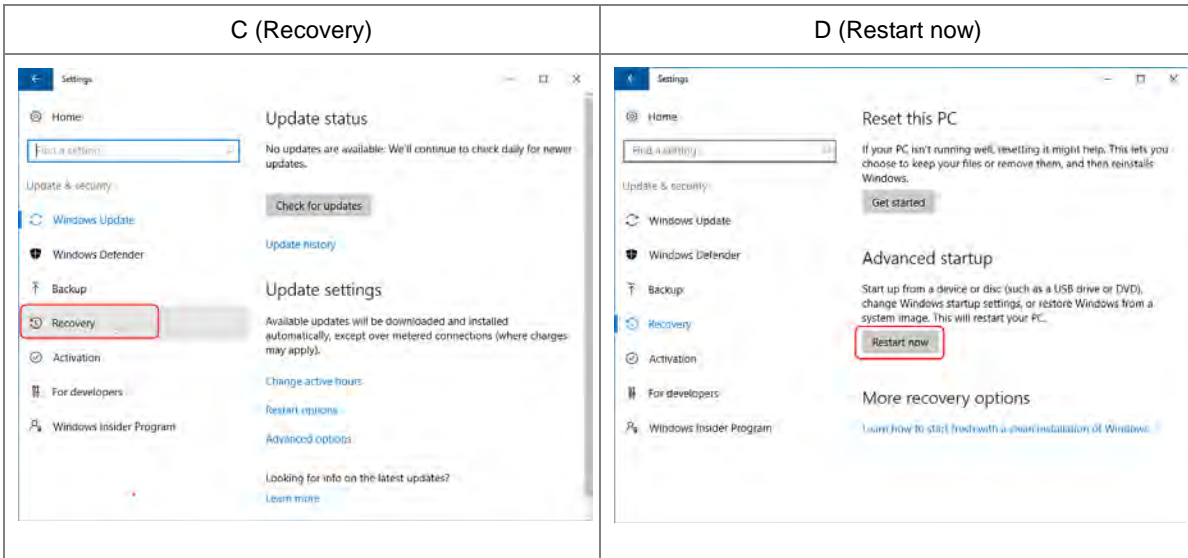 C (Recovery)
D (Restart now)
Settings
Home
Find a setting
Update & security
Windows Update
Windows Defender
Backup
Recovery
Activation
For developers
Windows Insider Program
Update status
No updates are available. We'll continue to check daily for newer
updates.
Check for updates
Update history
Update settings
Available updates will be downloaded and installed
automatically, except over metered connections (where charges
may apply).
Change active hours
Restart options
Advanced options
Looking for info on the latest updates?
Learn more
Settings
Home
Find a setting
Update & security
Windows Update
Windows Defender
Backup
Recovery
Activation
For developers
Windows Insider Program
Reset this PC
If your PC isn't running well, resetting it might help. This lets you
choose to keep your files or remove them, and then reinstalls
Windows.
Get started
Advanced startup
Start up from a device or disc (such as a USB drive or DVD),
change Windows startup settings, or restore Windows from a
system image. This will restart your PC.
Restart now
More recovery options
Learn how to start fresh with a clean installation of Windows